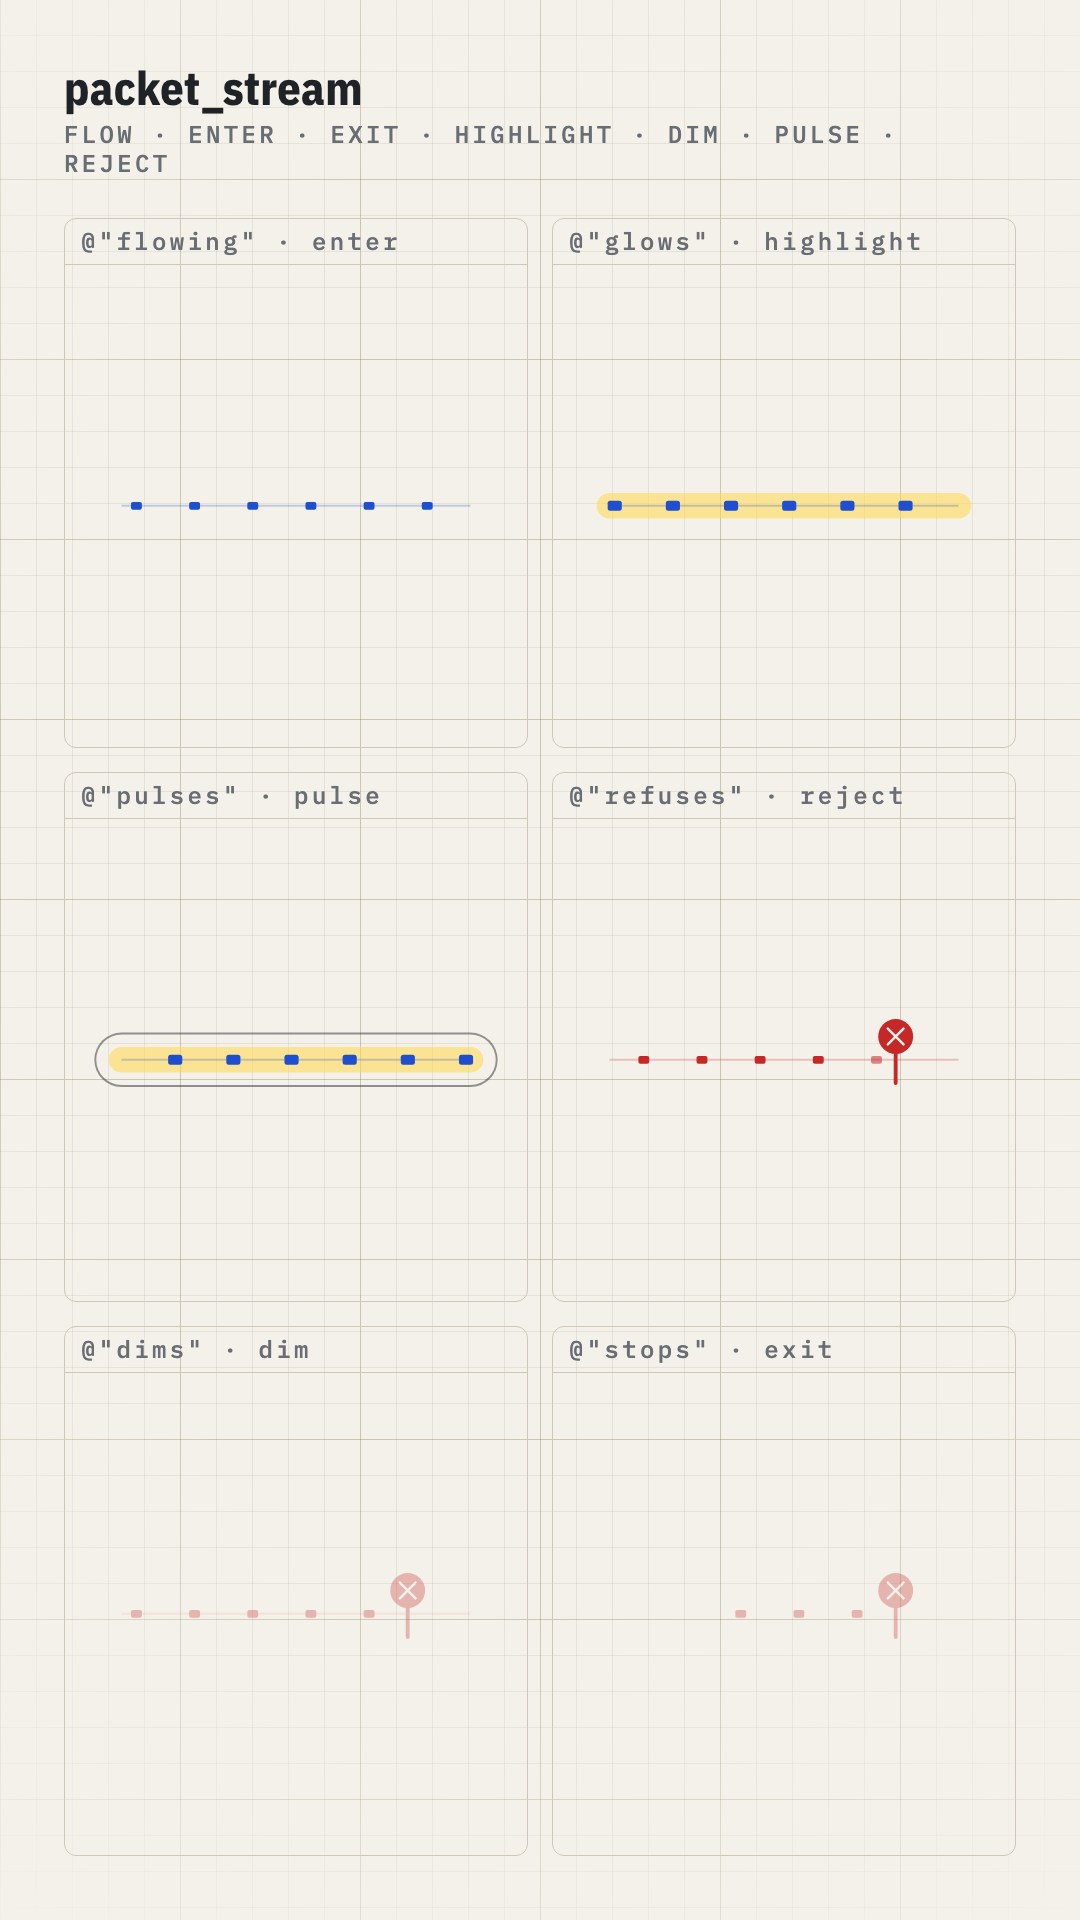 packet_stream
FLOW · ENTER · EXIT · HIGHLIGHT · DIM · PULSE ·
REJECT
@"flowing" · enter
@"glows" · highlight
@"pulses" · pulse
@"refuses" · reject
@"dims" · dim
@"stops" · exit